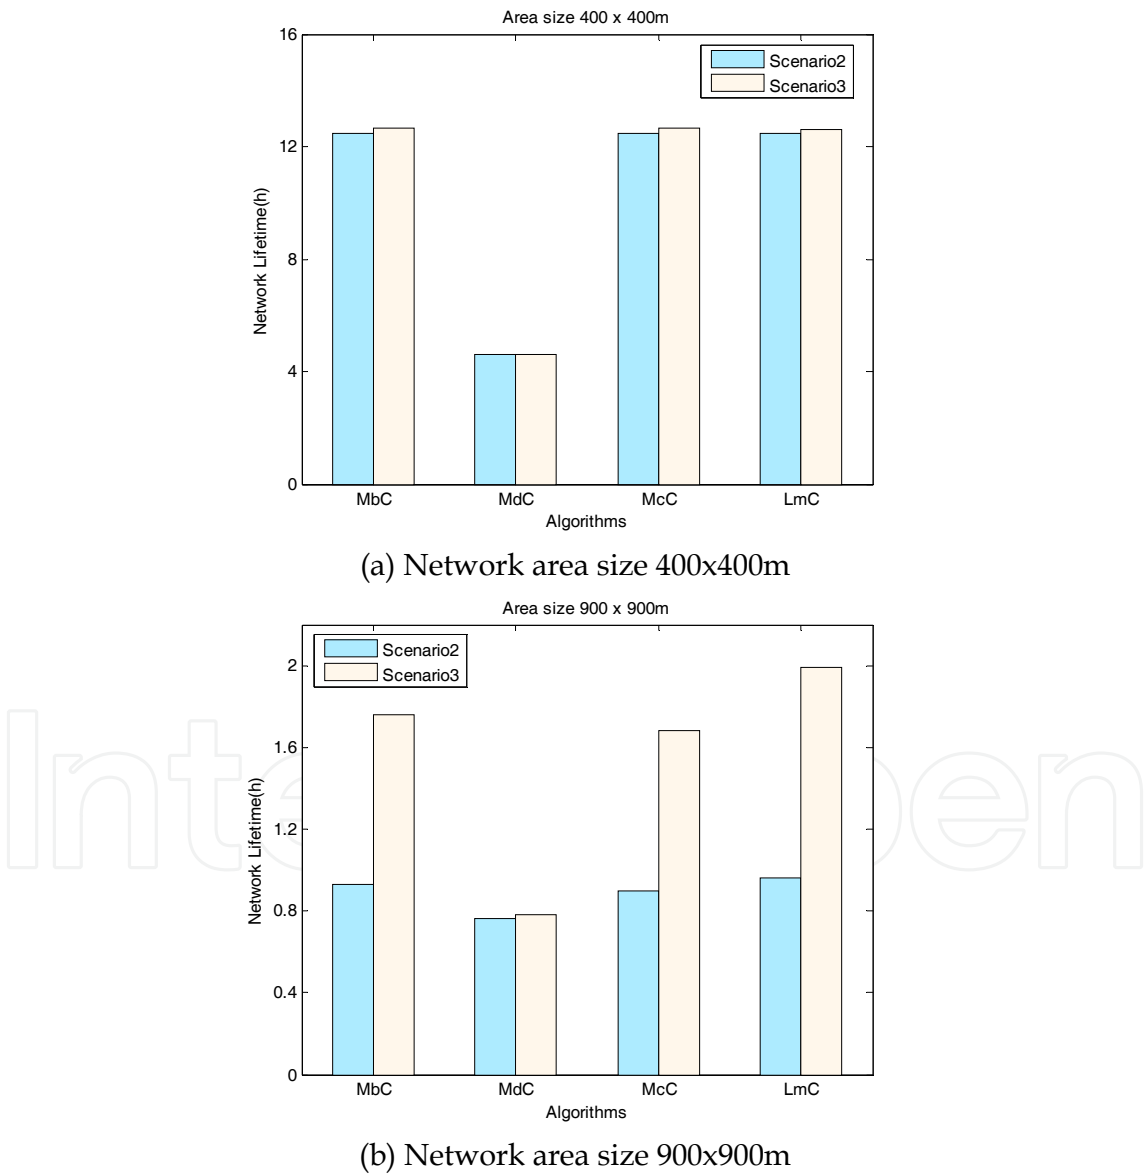 Area size 400 x 400m
16
12
8
4
0
Network Lifetime(h)
Scenario2
Scenario3
MbC MdC McC LmC
Algorithms
(a) Network area size 400x400m
Area size 900 x 900m
2
1.6
1.2
0.8
0.4
0
Network Lifetime(h)
Scenario2
Scenario3
MbC MdC McC LmC
Algorithms
(b) Network area size 900x900m